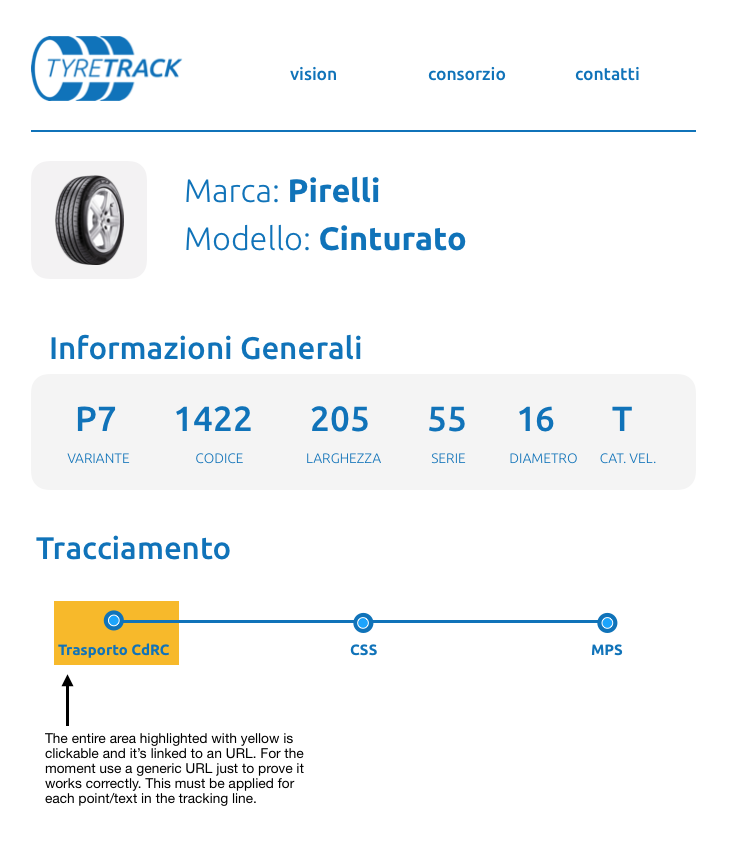 TYRETRACK
vision consorzio contatti
Marca: Pirelli
Modello: Cinturato
Informazioni Generali
P7 1422 205 55 16 T
VARIANTE CODICE LARGHEZZA SERIE DIAMETRO CAT. VEL.
Tracciamento
Trasporto CdRC CSS MPS
The entire area highlighted with yellow is
clickable and it's linked to an URL. For the
moment use a generic URL just to prove it
works correctly. This must be applied for
each point/text in the tracking line.